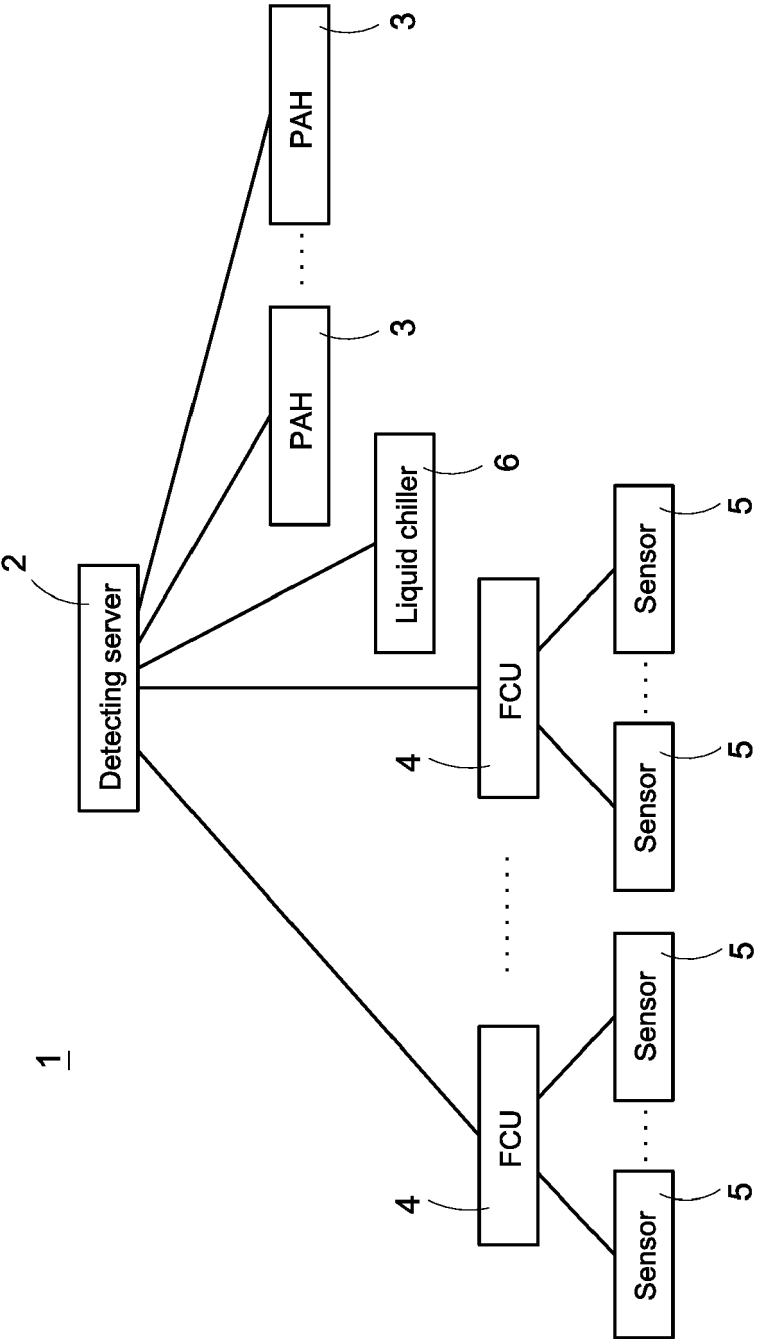 1
2
Detecting server
PAH
3
.....
PAH
3
Liquid chiller
6
4
FCU
.......
4
FCU
Sensor
5
.....
Sensor
5
Sensor
5
.....
Sensor
5